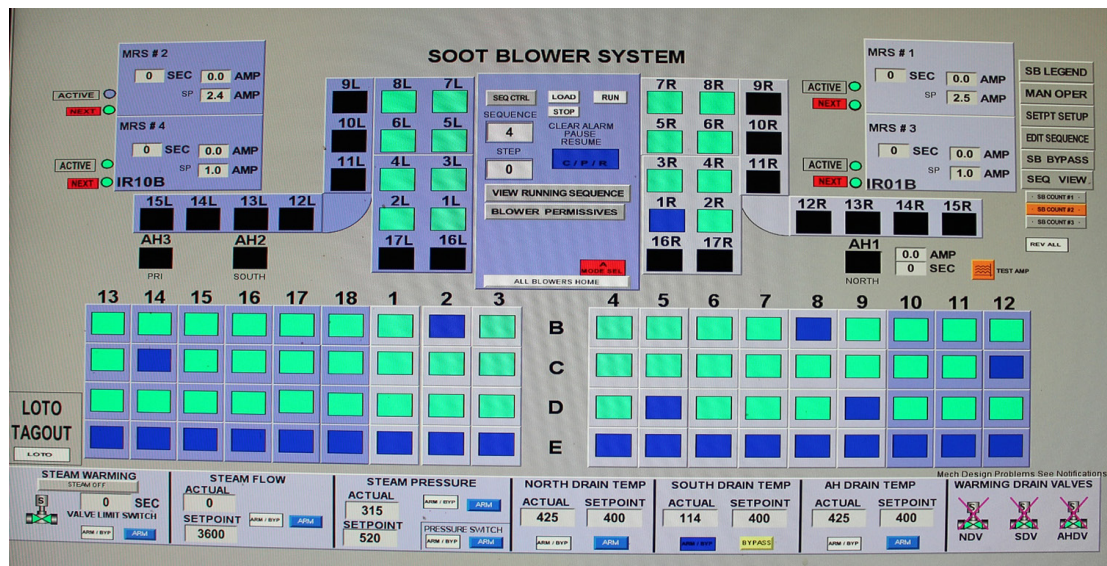 SOOT BLOWER SYSTEM
MRS # 2
0 SEC 0.0 AMP
SP 2.4 AMP
ACTIVE
NEXT
MRS # 4
0 SEC 0.0 AMP
SP 1.0 AMP
ACTIVE
NEXT
IR10B
9L 8L 7L
10L 6L 5L
11L 4L 3L
15L 14L 13L 12L 2L 1L
17L 16L
AH3 AH2
PRI SOUTH
SEQ CTRL LOAD RUN
STOP
SEQUENCE
4
CLEAR ALARM
PAUSE
RESUME
STEP
0
C / P / R
VIEW RUNNING SEQUENCE
BLOWER PERMISSIVES
A
MODE SEL
ALL BLOWERS HOME
7R 8R 9R
5R 6R 10R
3R 4R 11R
1R 2R 12R 13R 14R 15R
16R 17R
AH1
NORTH
0.0 AMP
0 SEC
TEST AMP
MRS # 1
0 SEC 0.0 AMP
SP 2.5 AMP
ACTIVE
NEXT
MRS # 3
0 SEC 0.0 AMP
SP 1.0 AMP
ACTIVE
NEXT
IR01B
SB LEGEND
MAN OPER
SETPT SETUP
EDIT SEQUENCE
SB BYPASS
SEQ VIEW
SB COUNT #1
SB COUNT #2
SB COUNT #3
REV ALL
13 14 15 16 17 18 1 2 3 4 5 6 7 8 9 10 11 12
B
C
D
E
LOTO
TAGOUT
LOTO
Mech Design Problems See Notifications
STEAM WARMING
STEAM OFF
S
0 SEC
VALVE LIMIT SWITCH
ARM / BYP ARM
STEAM FLOW
ACTUAL
0
SETPOINT
3600
ARM / BYP ARM
STEAM PRESSURE
ACTUAL
315
ARM / BYP ARM
SETPOINT
520
PRESSURE SWITCH
ARM / BYP ARM
NORTH DRAIN TEMP
ACTUAL SETPOINT
425 400
ARM / BYP ARM
SOUTH DRAIN TEMP
ACTUAL SETPOINT
114 400
ARM / BYP BYPASS
AH DRAIN TEMP
ACTUAL SETPOINT
425 400
ARM / BYP ARM
WARMING DRAIN VALVES
S S S
NDV SDV AHDV